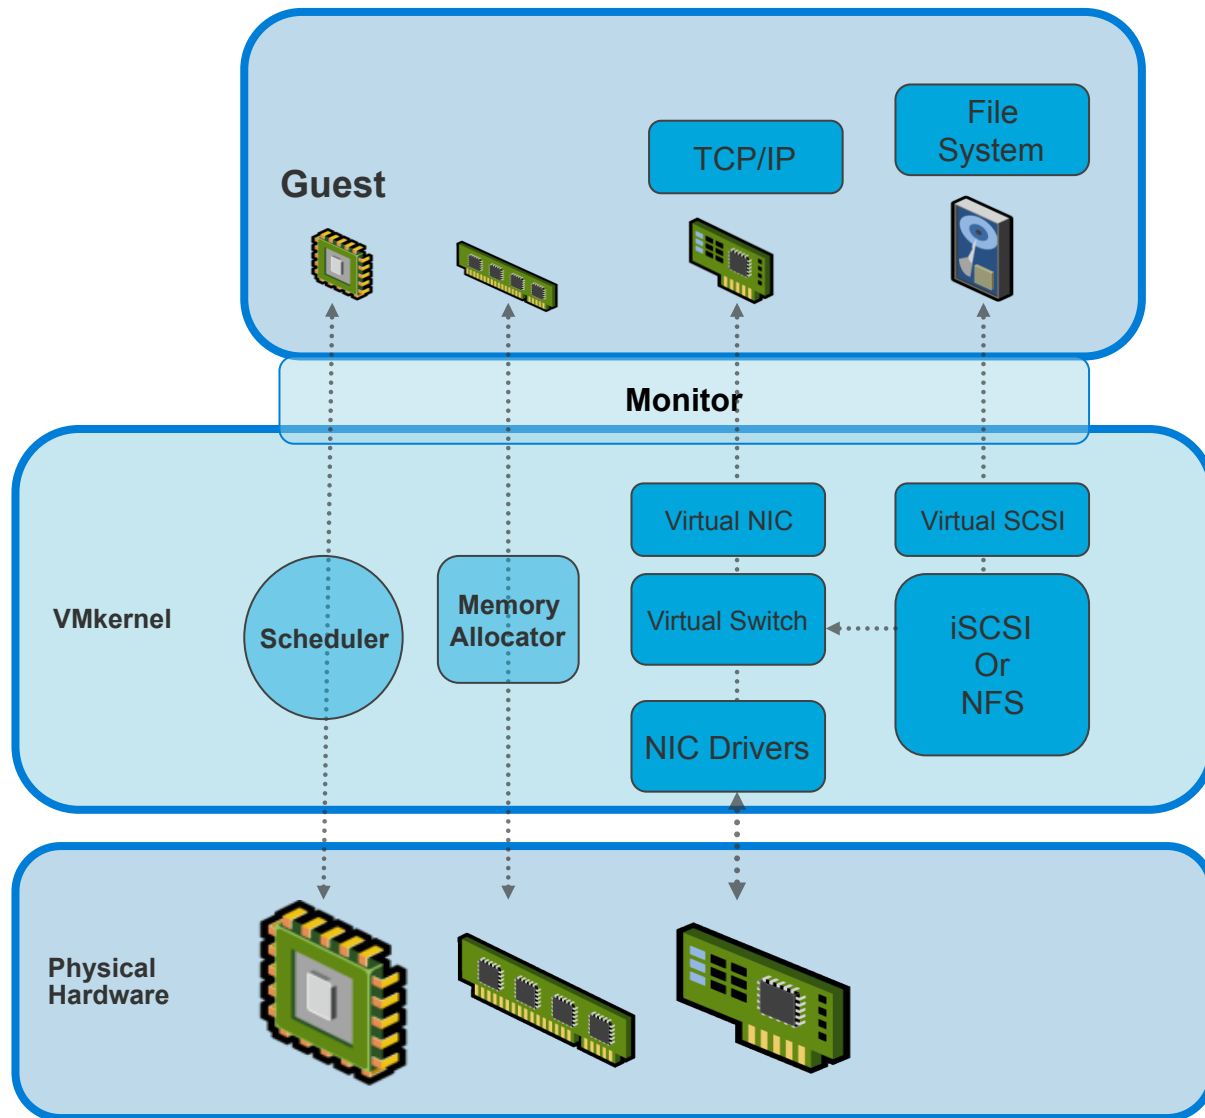 File
System
TCP/IP
Guest
Monitor
Virtual NIC
Virtual SCSI
VMkernel
Scheduler
Memory
Allocator
Virtual Switch
iSCSI
Or
NFS
NIC Drivers
Physical
Hardware